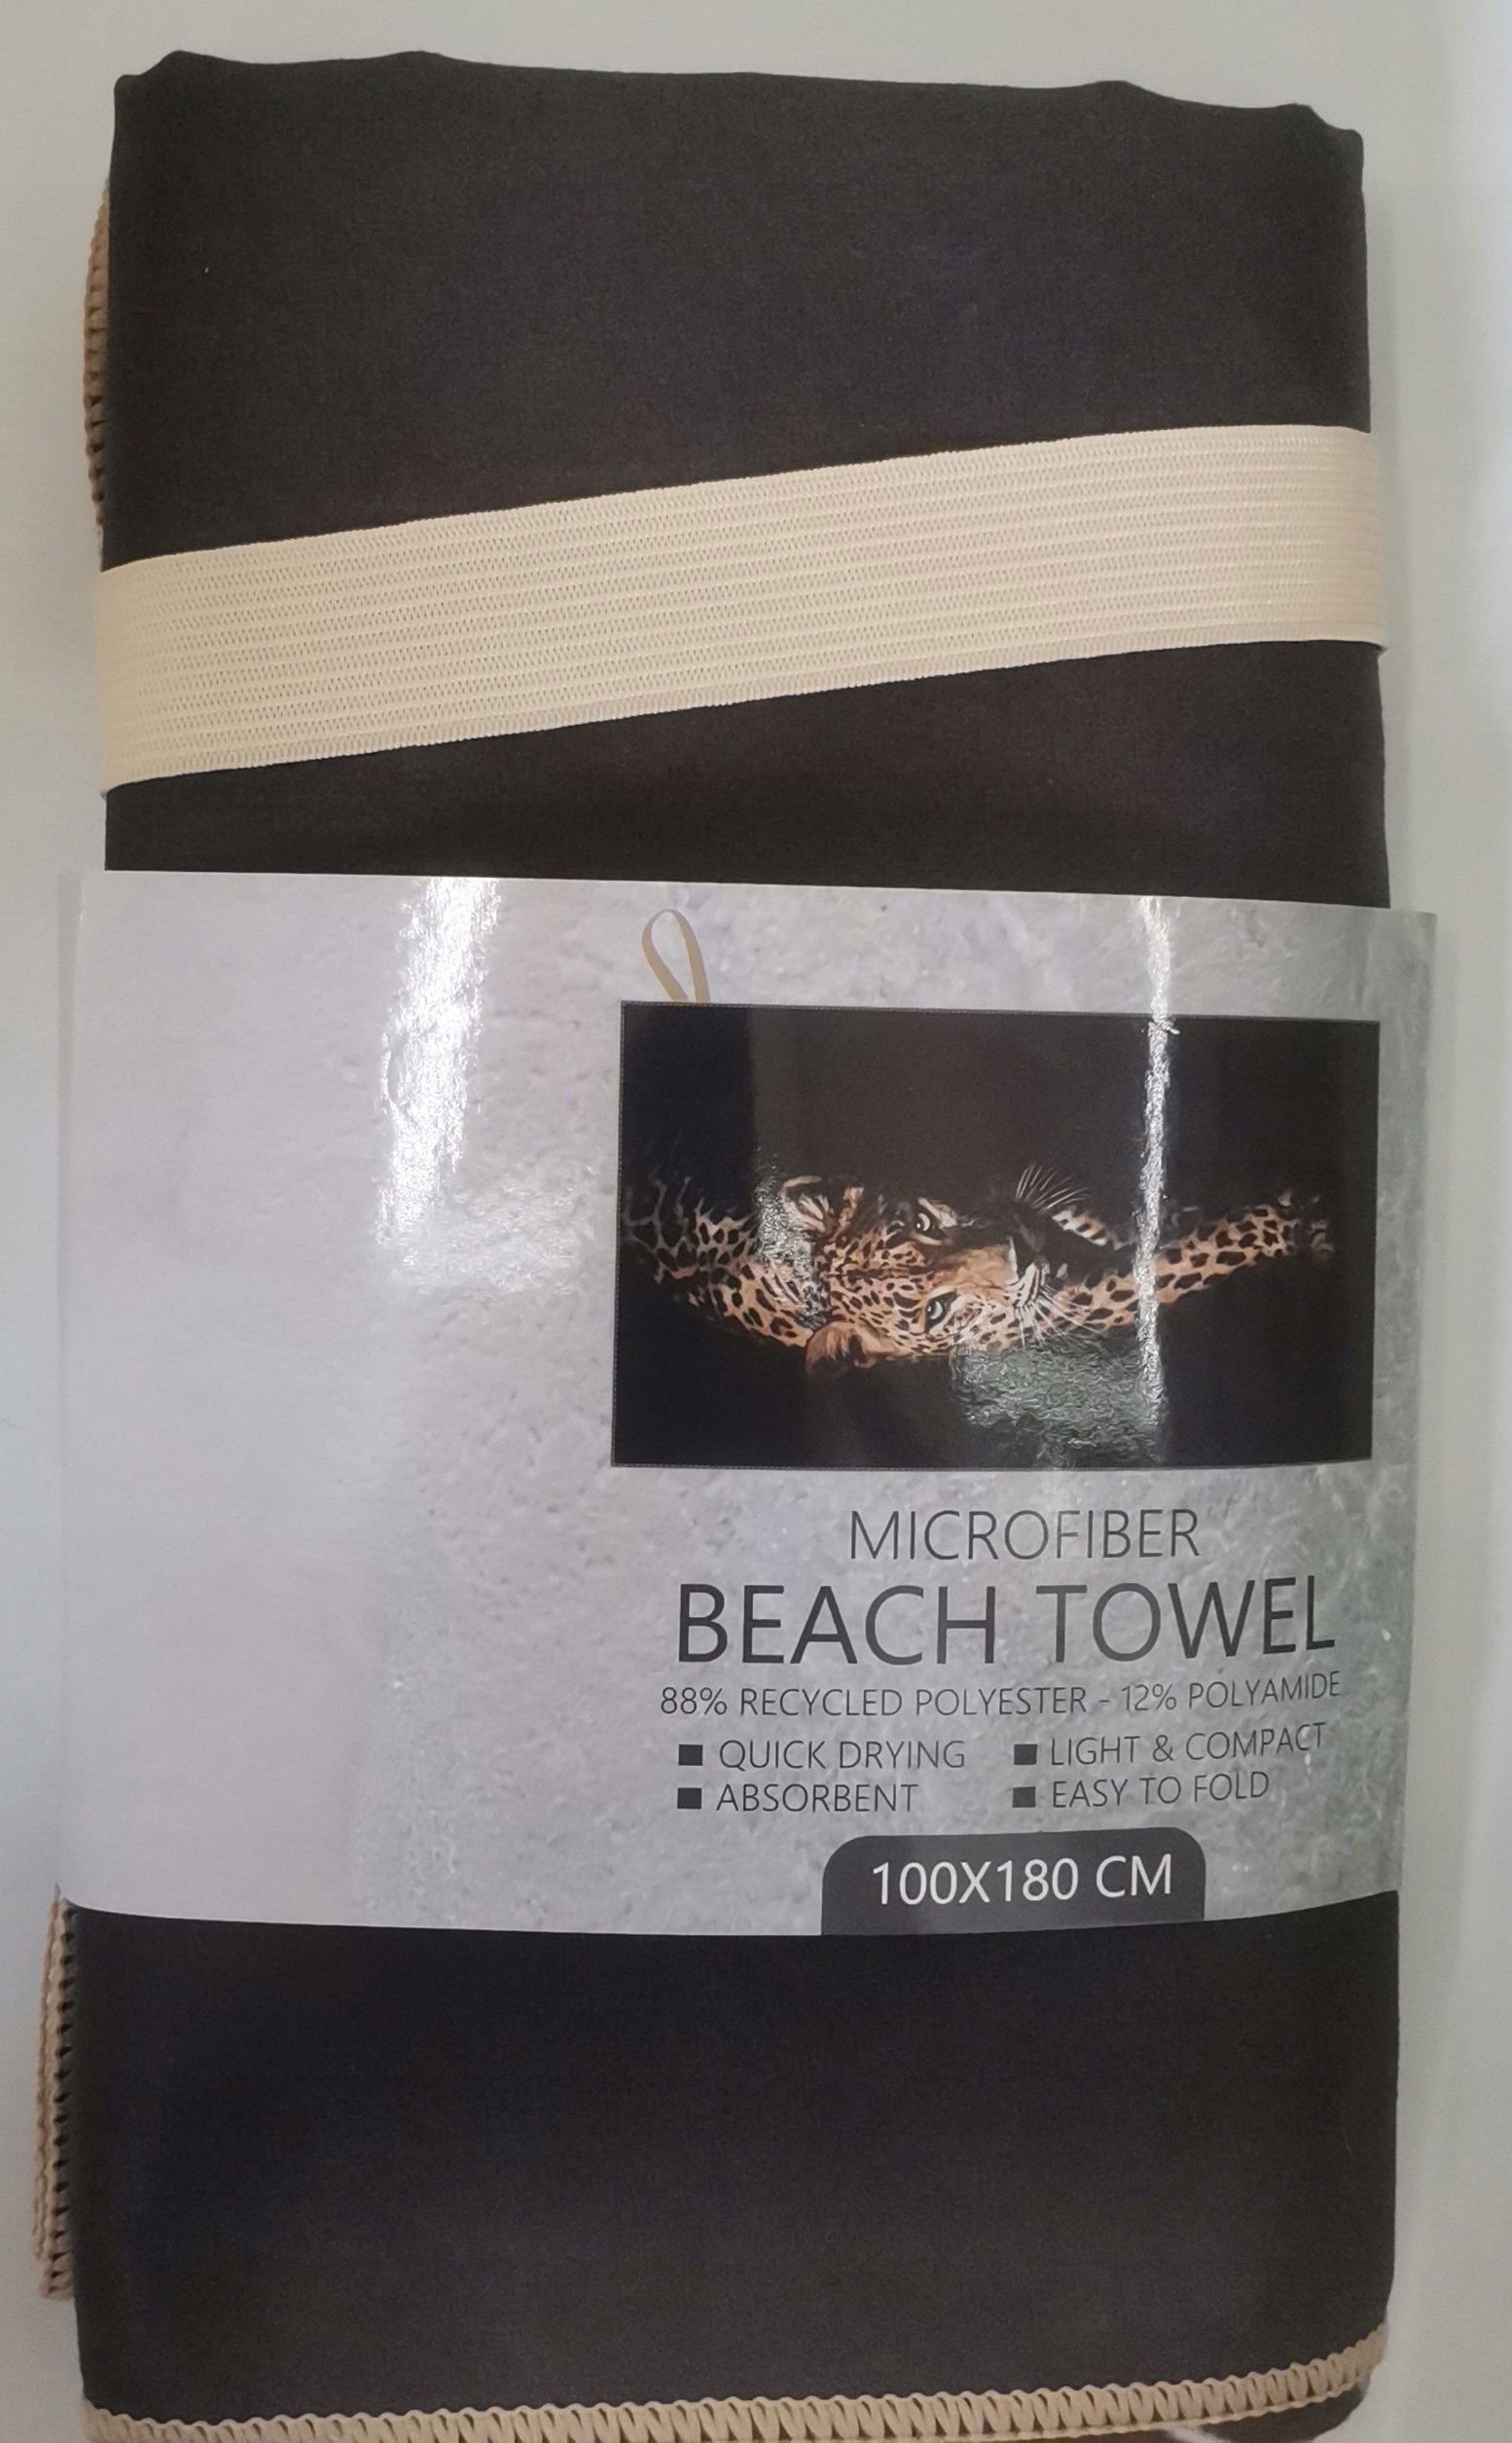 MICROFIBER
BEACH TOWEL
88% RECYCLED POLYESTER - 12% POLYAMIDE
■ QUICK DRYING ■ LIGHT & COMPACT
■ ABSORBENT ■ EASY TO FOLD
100X180 CM